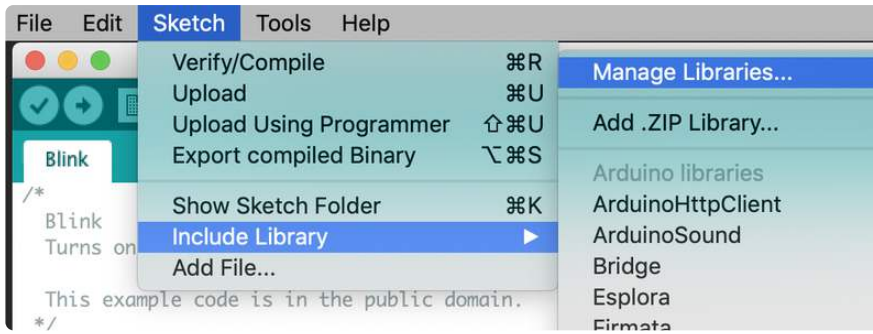 File Edit Sketch Tools Help
Verify/Compile ⌘R
Upload ⌘U
Upload Using Programmer ⇧⌘U
Export compiled Binary ⌥⌘S
Show Sketch Folder ⌘K
Include Library ▶
Add File...
Manage Libraries...
Add .ZIP Library...
Arduino libraries
ArduinoHttpClient
ArduinoSound
Bridge
Esplora
Firmata
Blink
/*
Blink
Turns on
This example code is in the public domain.
*/